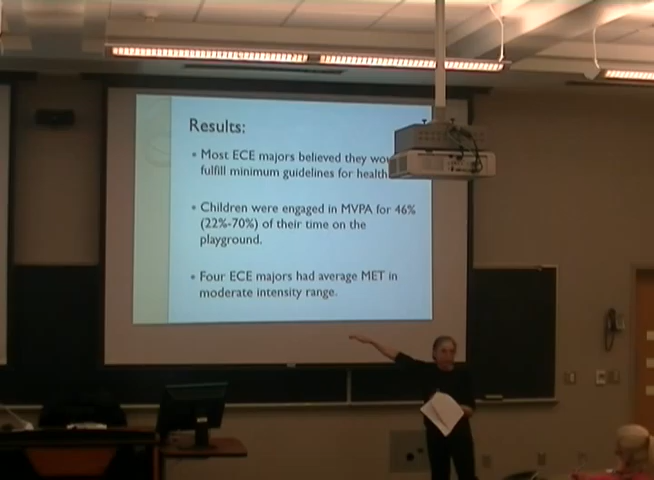 Results:
• Most ECE majors believed they
fulfill minimum guidelines for health
• Children were engaged in MVPA for 46%
(22%-70%) of their time on the
playground.
• Four ECE majors had average MET in
moderate intensity range.